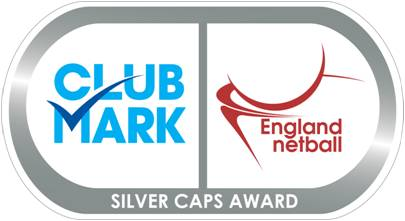 CLUB
MARK
England
netball
SILVER CAPS AWARD